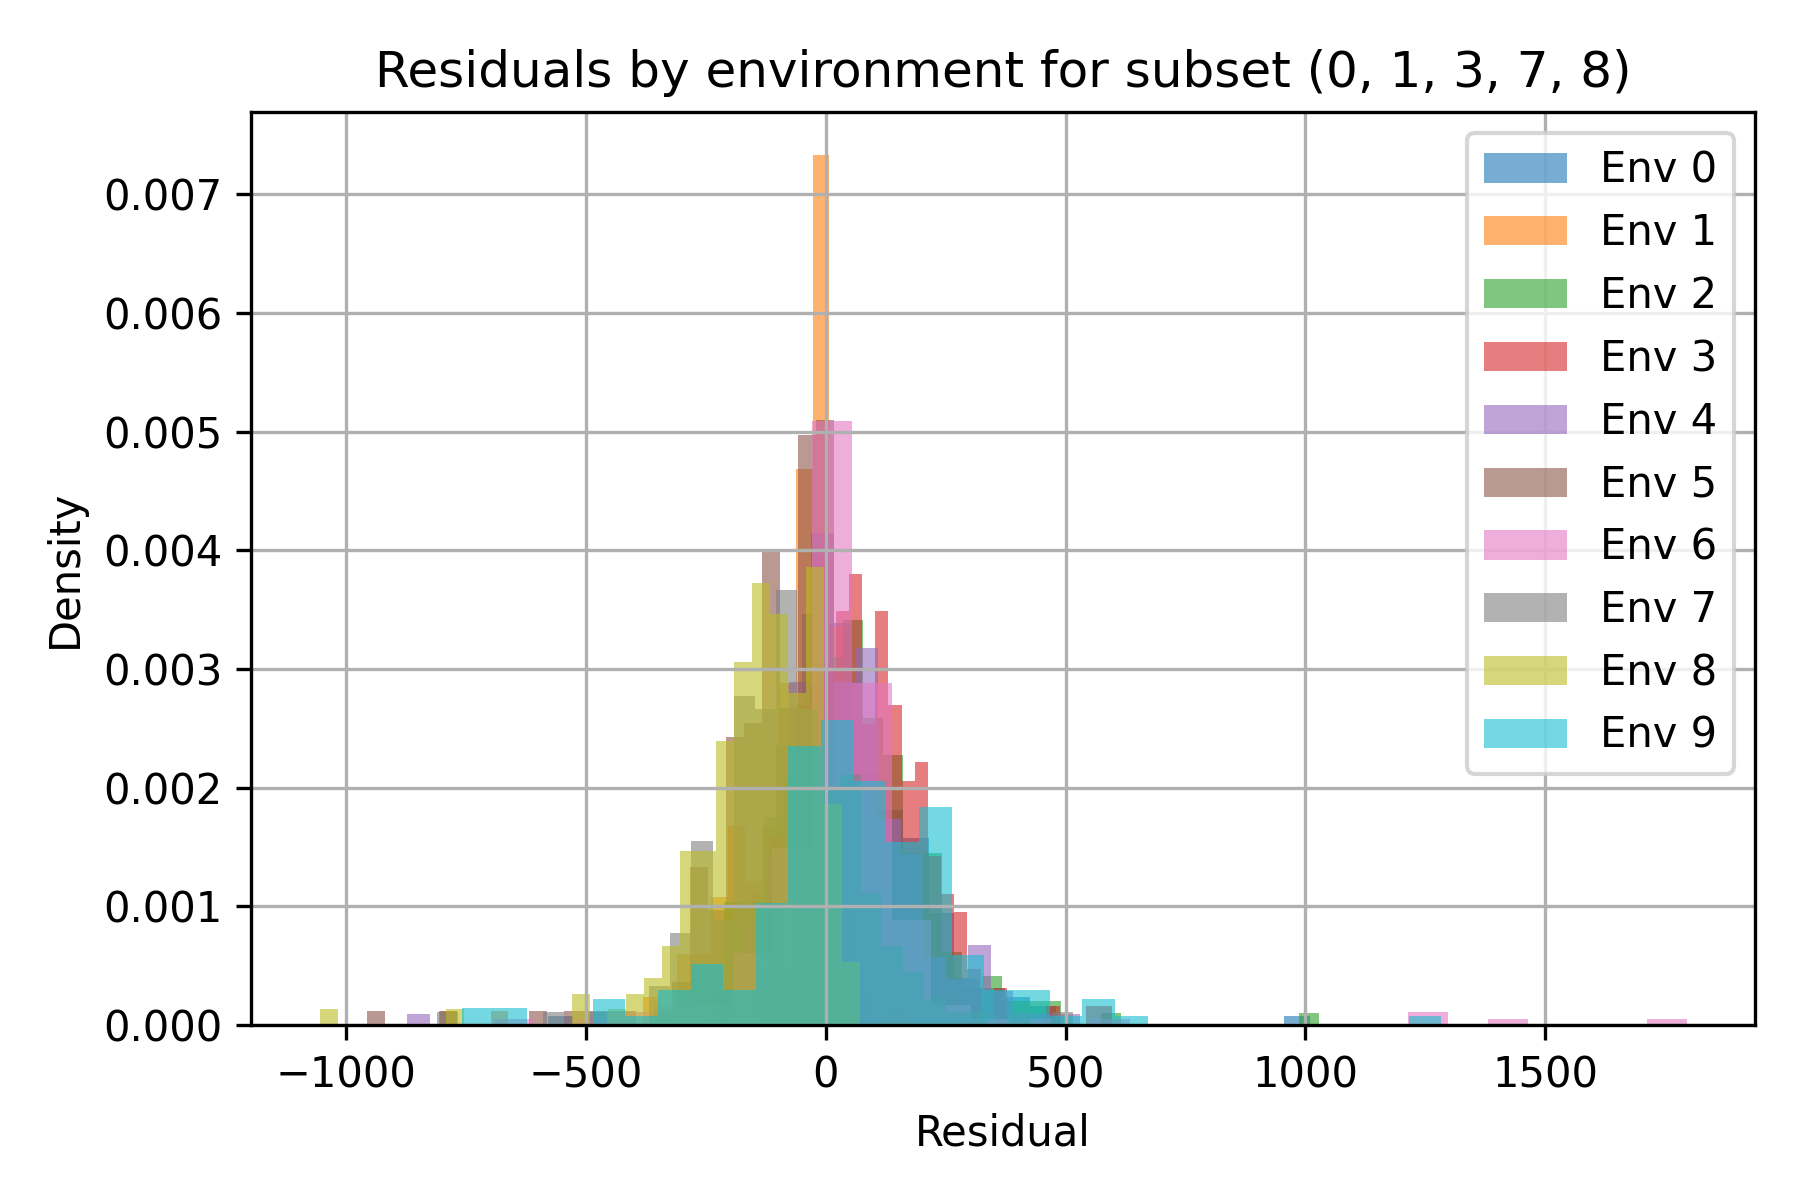 Residuals by environment for subset (0, 1, 3, 7, 8)
Density
0.007
0.006
0.005
0.004
0.003
0.002
0.001
0.000
−1000
−500
0
500
1000
1500
Residual
Env 0
Env 1
Env 2
Env 3
Env 4
Env 5
Env 6
Env 7
Env 8
Env 9